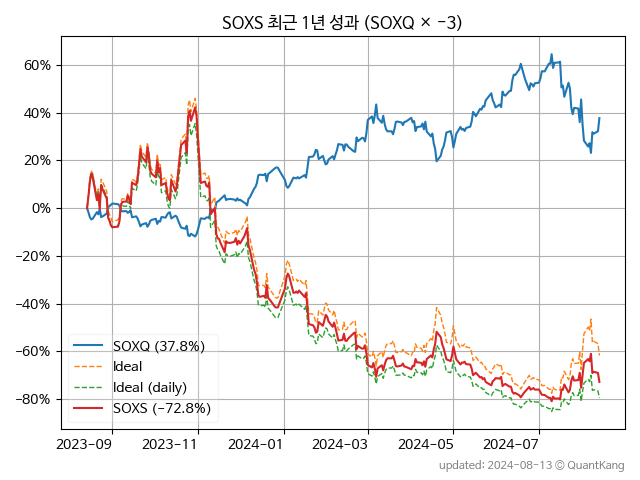 SOXS 최근 1년 성과 (SOXQ × −3)
60%
40%
20%
0%
−20%
−40%
−60%
−80%
SOXQ (37.8%)
Ideal
Ideal (daily)
SOXS (−72.8%)
2023−09
2023−11
2024−01
2024−03
2024−05
2024−07
updated: 2024-08-13 © QuantKang